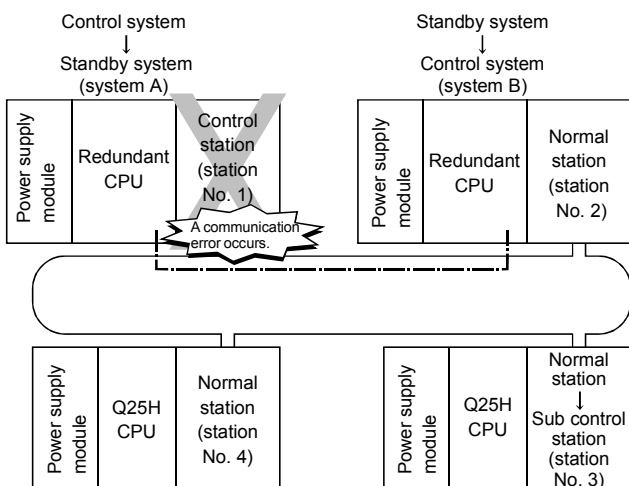 Control system
↓
Standby system
(system A)
Standby system
↓
Control system
(system B)
Power supply
module
Redundant
CPU
Control
station
(station
No. 1)
A communication
error occurs.
Power supply
module
Redundant
CPU
Normal
station
(station
No. 2)
Power supply
module
Q25H
CPU
Normal
station
(station
No. 4)
Power supply
module
Q25H
CPU
Normal
station
↓
Sub control
station
(station
No. 3)